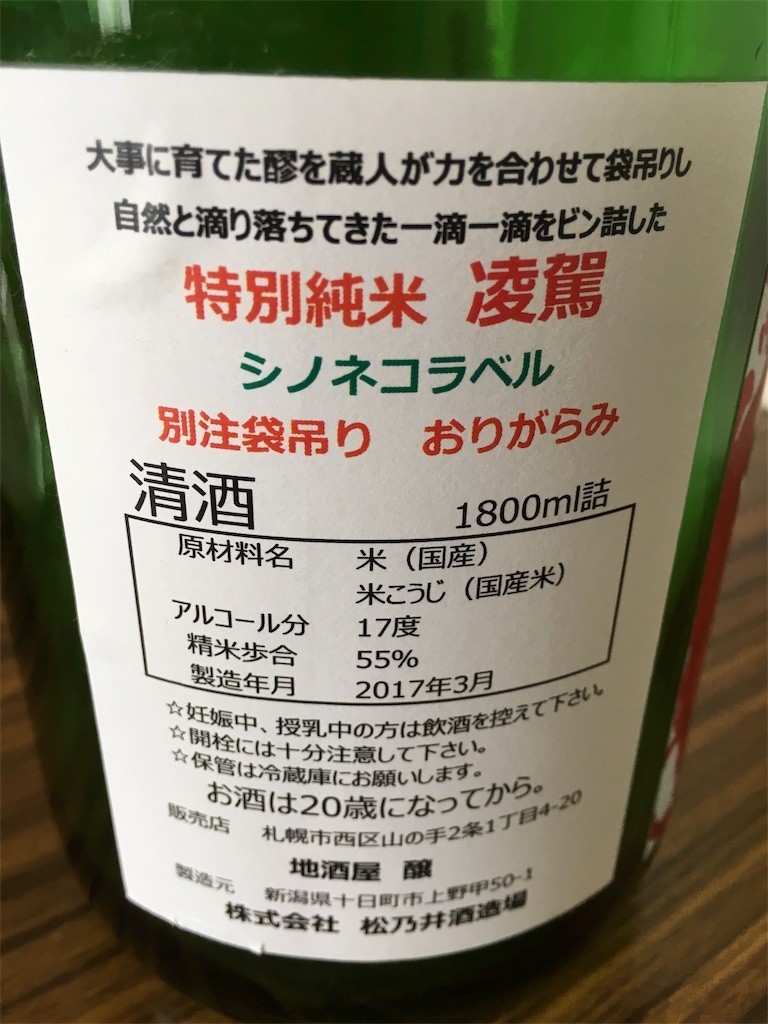 大事に育てた醪を蔵人が力を合わせて袋吊りし
自然と滴り落ちてきた一滴一滴をビン詰した
特別純米 凌駕
シノネコラベル
別注袋吊り おりがらみ
清酒 1800ml詰
原材料名 米（国産）
米こうじ（国産米）
アルコール分 17度
精米歩合 55%
製造年月 2017年3月
☆妊娠中、授乳中の方は飲酒を控えて下さい。
☆開栓には十分注意して下さい。
☆保管は冷蔵庫にお願いします。
お酒は20歳になってから。
販売店 札幌市西区山の手2条1丁目4-20
地酒屋 醸
製造元 新潟県十日町市上野甲50-1
株式会社 松乃井酒造場